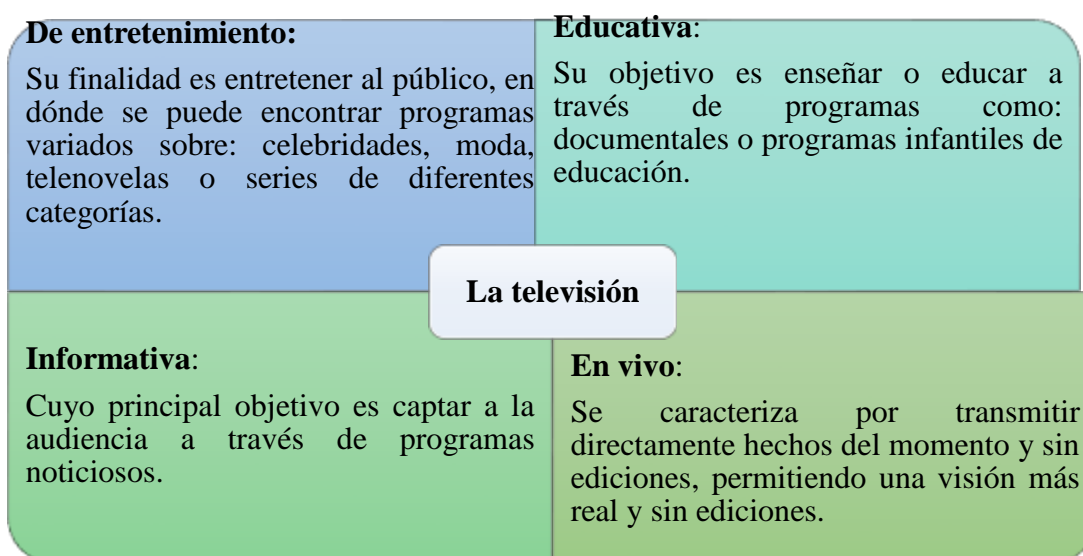 De entretenimiento:
Su finalidad es entretener al público, en
dónde se puede encontrar programas
variados sobre: celebridades, moda,
telenovelas o series de diferentes
categorías.
Educativa:
Su objetivo es enseñar o educar a
través de programas como:
documentales o programas infantiles de
educación.
La televisión
Informativa:
Cuyo principal objetivo es captar a la
audiencia a través de programas
noticiosos.
En vivo:
Se caracteriza por transmitir
directamente hechos del momento y sin
ediciones, permitiendo una visión más
real y sin ediciones.